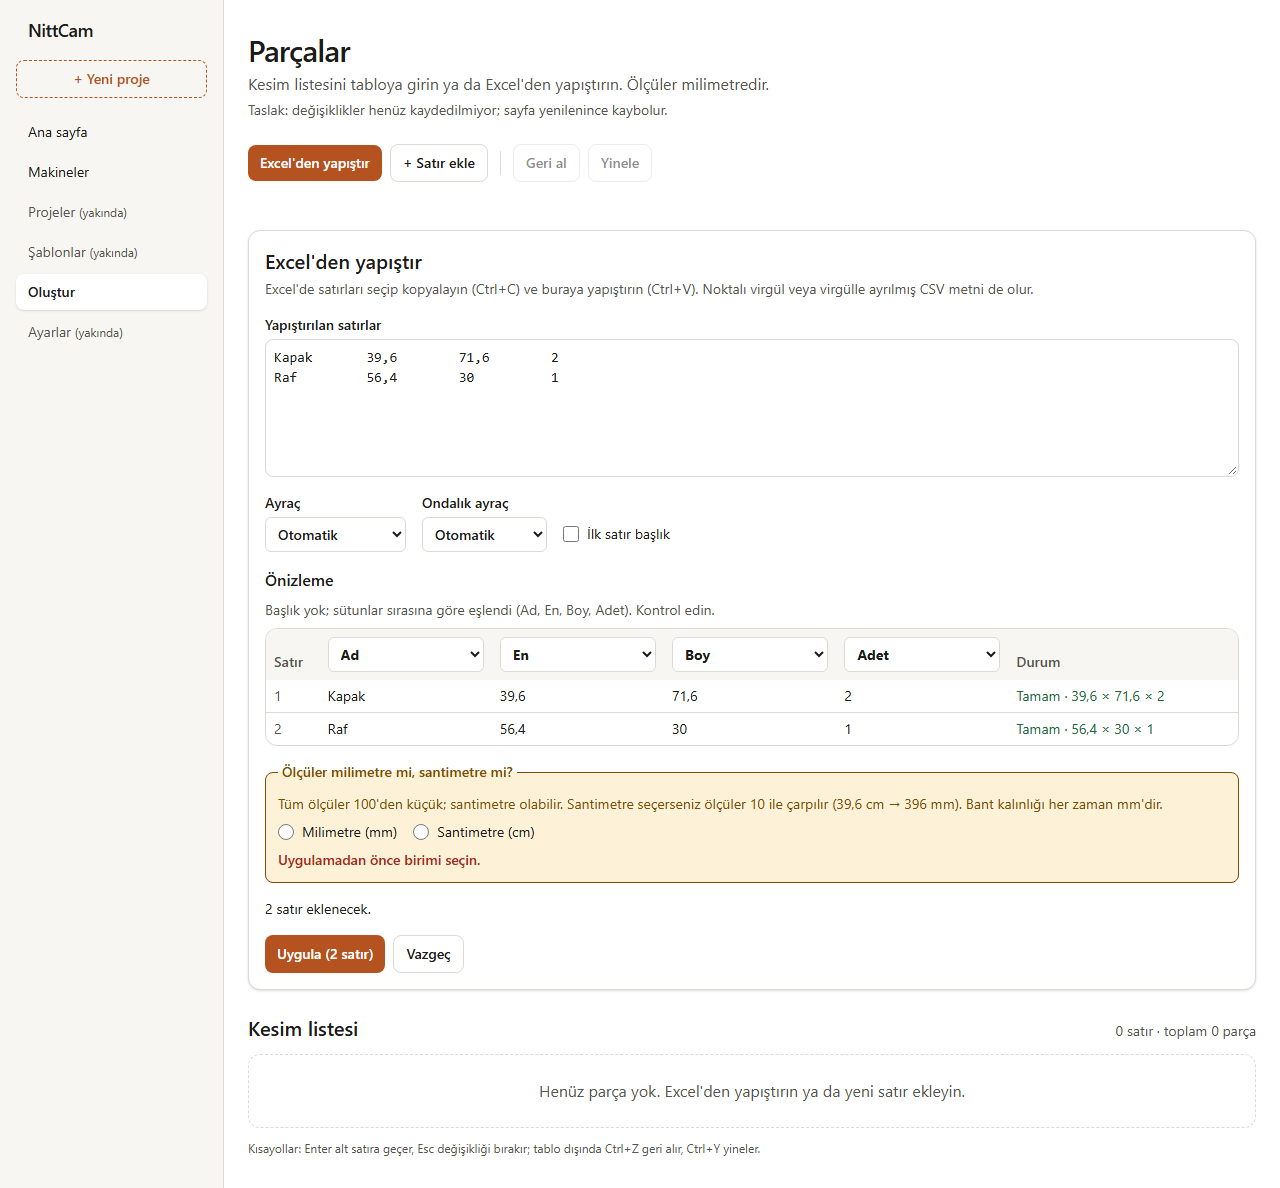 NittCam
+ Yeni proje
Ana sayfa
Makineler
Projeler (yakında)
Şablonlar (yakında)
Oluştur
Ayarlar (yakında)
Parçalar
Kesim listesini tabloya girin ya da Excel'den yapıştırın. Ölçüler milimetredir.
Taslak: değişiklikler henüz kaydedilmiyor; sayfa yenilenince kaybolur.
Excel'den yapıştır + Satır ekle Geri al Yinele
Excel'den yapıştır
Excel'de satırları seçip kopyalayın (Ctrl+C) ve buraya yapıştırın (Ctrl+V). Noktalı virgül veya virgülle ayrılmış CSV metni de olur.
Yapıştırılan satırlar
Kapak 39,6 71,6 2
Raf 56,4 30 1
Ayraç Ondalık ayraç
Otomatik Otomatik İlk satır başlık
Önizleme
Başlık yok; sütunlar sırasına göre eşlendi (Ad, En, Boy, Adet). Kontrol edin.
Satır Ad En Boy Adet Durum
1 Kapak 39,6 71,6 2 Tamam · 39,6 × 71,6 × 2
2 Raf 56,4 30 1 Tamam · 56,4 × 30 × 1
Ölçüler milimetre mi, santimetre mi?
Tüm ölçüler 100'den küçük; santimetre olabilir. Santimetre seçerseniz ölçüler 10 ile çarpılır (39,6 cm → 396 mm). Bant kalınlığı her zaman mm'dir.
Milimetre (mm) Santimetre (cm)
Uygulamadan önce birimi seçin.
2 satır eklenecek.
Uygula (2 satır) Vazgeç
Kesim listesi 0 satır · toplam 0 parça
Henüz parça yok. Excel'den yapıştırın ya da yeni satır ekleyin.
Kısayollar: Enter alt satıra geçer, Esc değişikliği bırakır; tablo dışında Ctrl+Z geri alır, Ctrl+Y yineler.